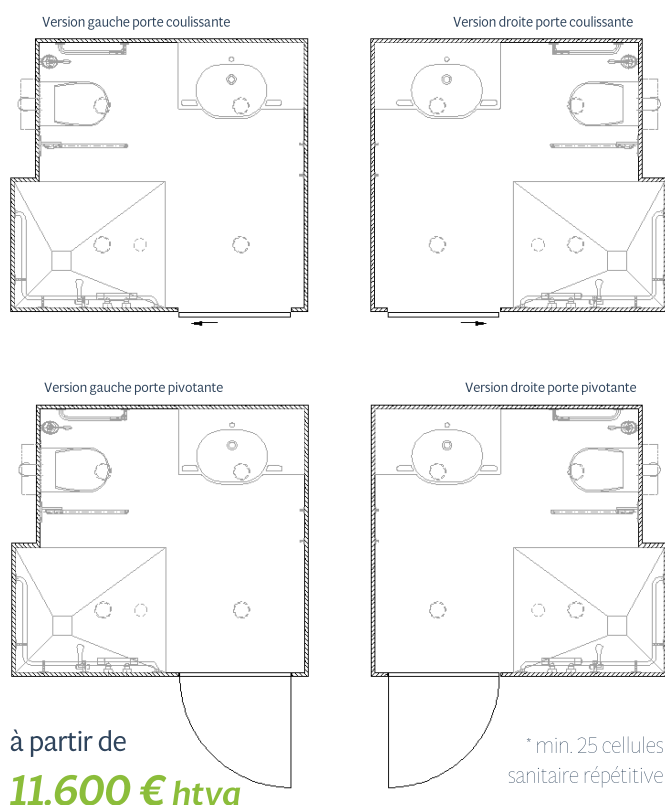 Version gauche porte coulissante
Version droite porte coulissante
Version gauche porte pivotante
Version droite porte pivotante
à partir de
11.600 € htva
* min. 25 cellules
sanitaire répétitive